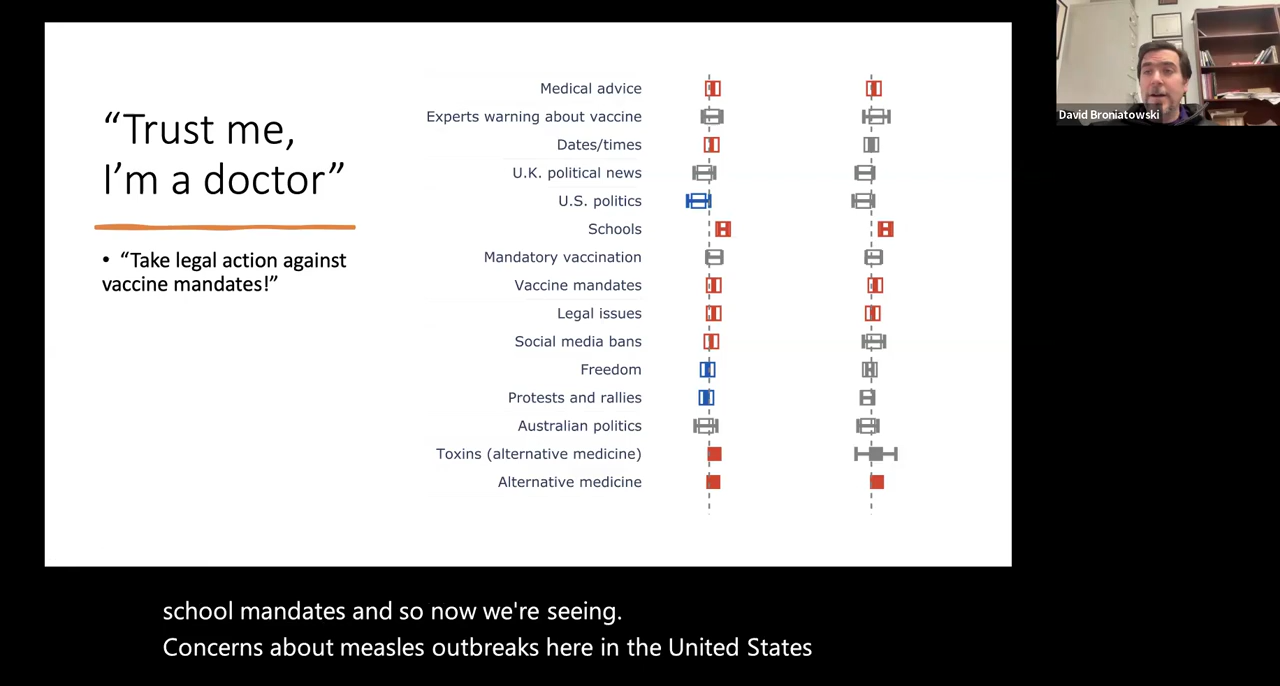 “Trust me,
I’m a doctor”
• “Take legal action against
vaccine mandates!”
Medical advice
Experts warning about vaccine
Dates/times
U.K. political news
U.S. politics
Schools
Mandatory vaccination
Vaccine mandates
Legal issues
Social media bans
Freedom
Protests and rallies
Australian politics
Toxins (alternative medicine)
Alternative medicine
David Broniatowski
school mandates and so now we're seeing.
Concerns about measles outbreaks here in the United States